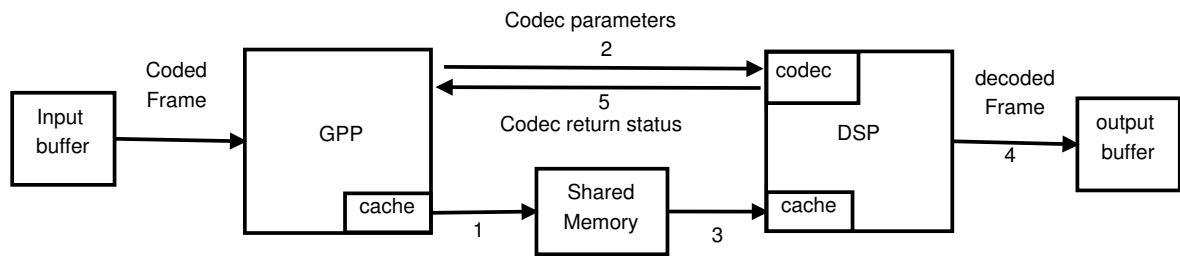 Codec parameters
2
Coded
Frame
codec
decoded
Frame
Input
buffer
5
Codec return status
GPP
DSP
4
output
buffer
cache
1
Shared
Memory
3
cache